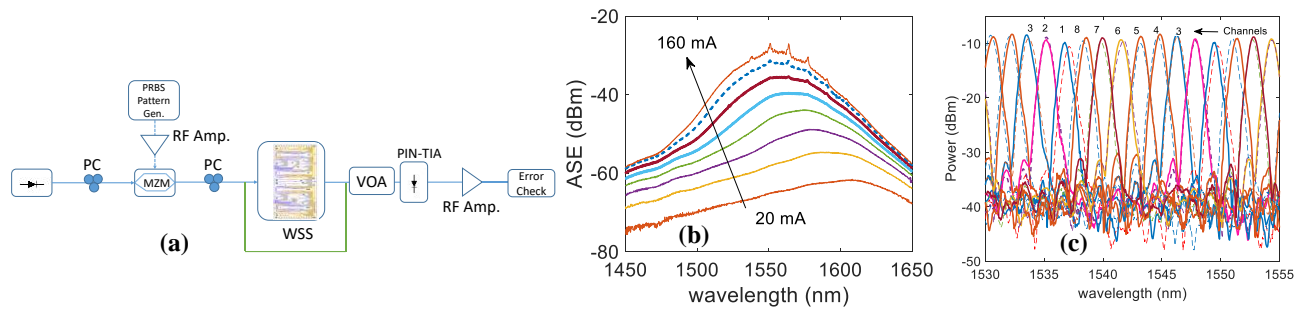 PRBS
Pattern
Gen.
RF Amp.
PC
PC
MZM
WSS
VOA
PIN-TIA
RF Amp.
Error
Check
(a)
ASE (dBm)
-20
-40
-60
-80
160 mA
20 mA
(b)
1450
1500
1550
1600
1650
wavelength (nm)
Power (dBm)
-10
-20
-30
-40
-50
3 2 1 8 7 6 5 4 3 Channels
(c)
1530
1535
1540
1545
1550
1555
wavelength (nm)